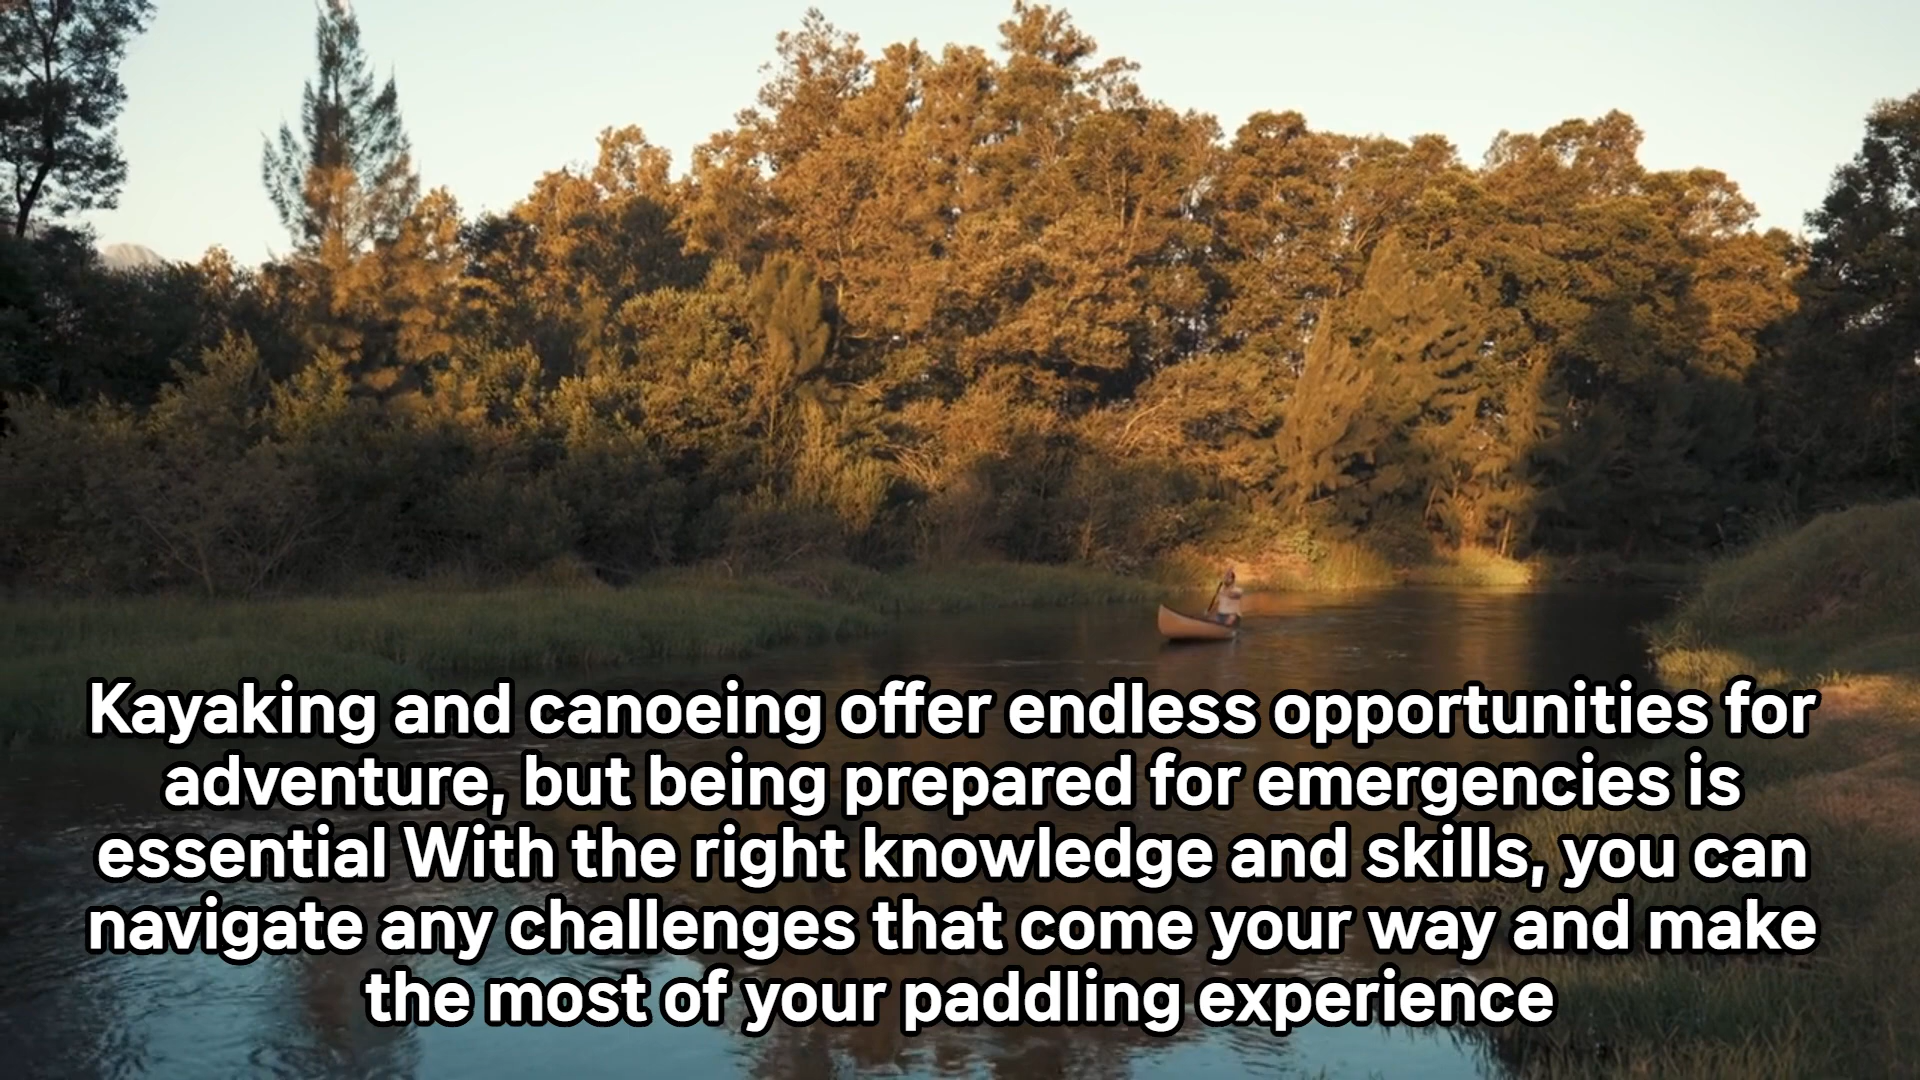 Kayaking and canoeing offer endless opportunities for
adventure, but being prepared for emergencies is
essential With the right knowledge and skills, you can
navigate any challenges that come your way and make
the most of your paddling experience